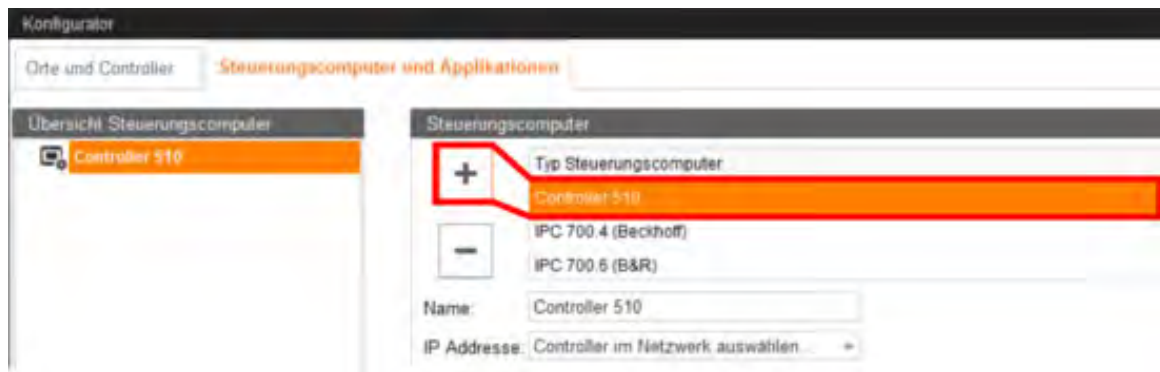 Konfigurator
Orte und Controller
Steuerungscomputer und Applikationen
Übersicht Steuerungscomputer
Controller 510
Steuerungscomputer
+
Typ Steuerungscomputer
Controller 510
−
IPC 700.4 (Beckhoff)
IPC 700.6 (B&R)
Name: Controller 510
IP Addresse: Controller im Netzwerk auswählen...